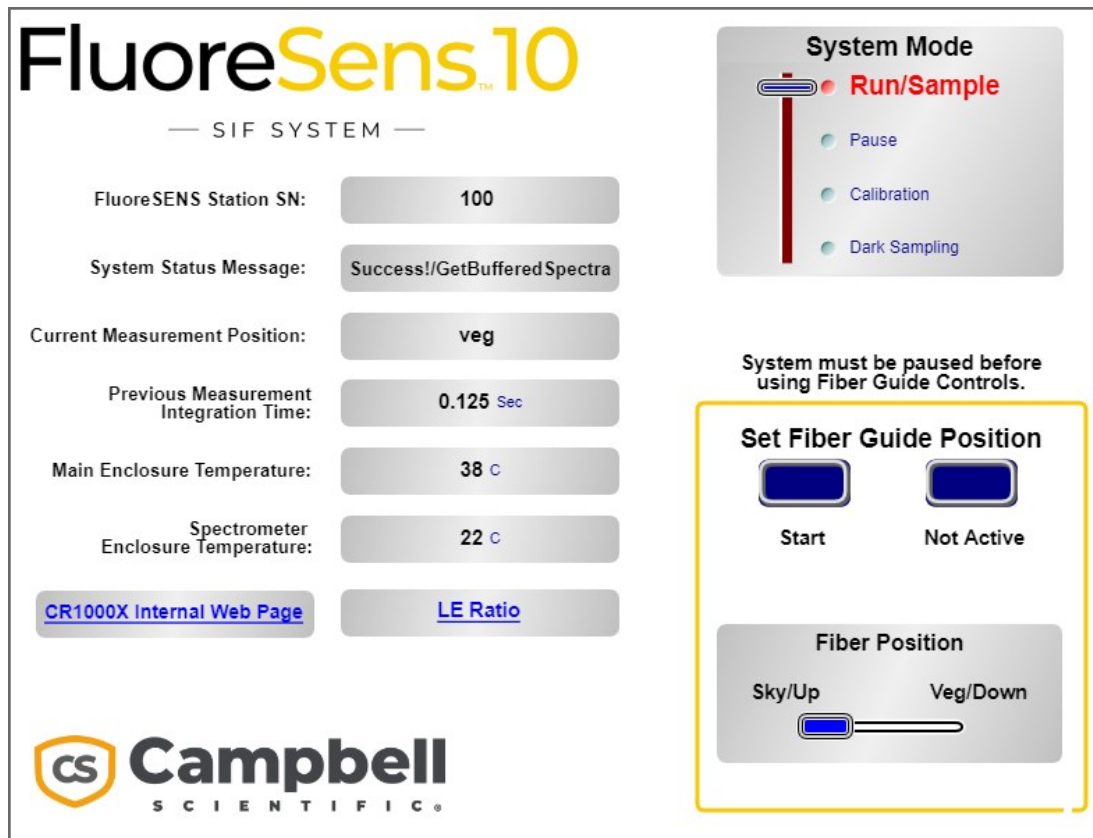 FluoreSens™10
— SIF SYSTEM —
FluoreSENS Station SN:
100
System Status Message:
Success!/GetBufferedSpectra
Current Measurement Position:
veg
Previous Measurement
Integration Time:
0.125 Sec
Main Enclosure Temperature:
38 C
Spectrometer
Enclosure Temperature:
22 C
CR1000X Internal Web Page
LE Ratio
CS Campbell
SCIENTIFIC®
System Mode
Run/Sample
Pause
Calibration
Dark Sampling
System must be paused before
using Fiber Guide Controls.
Set Fiber Guide Position
Start
Not Active
Fiber Position
Sky/Up
Veg/Down